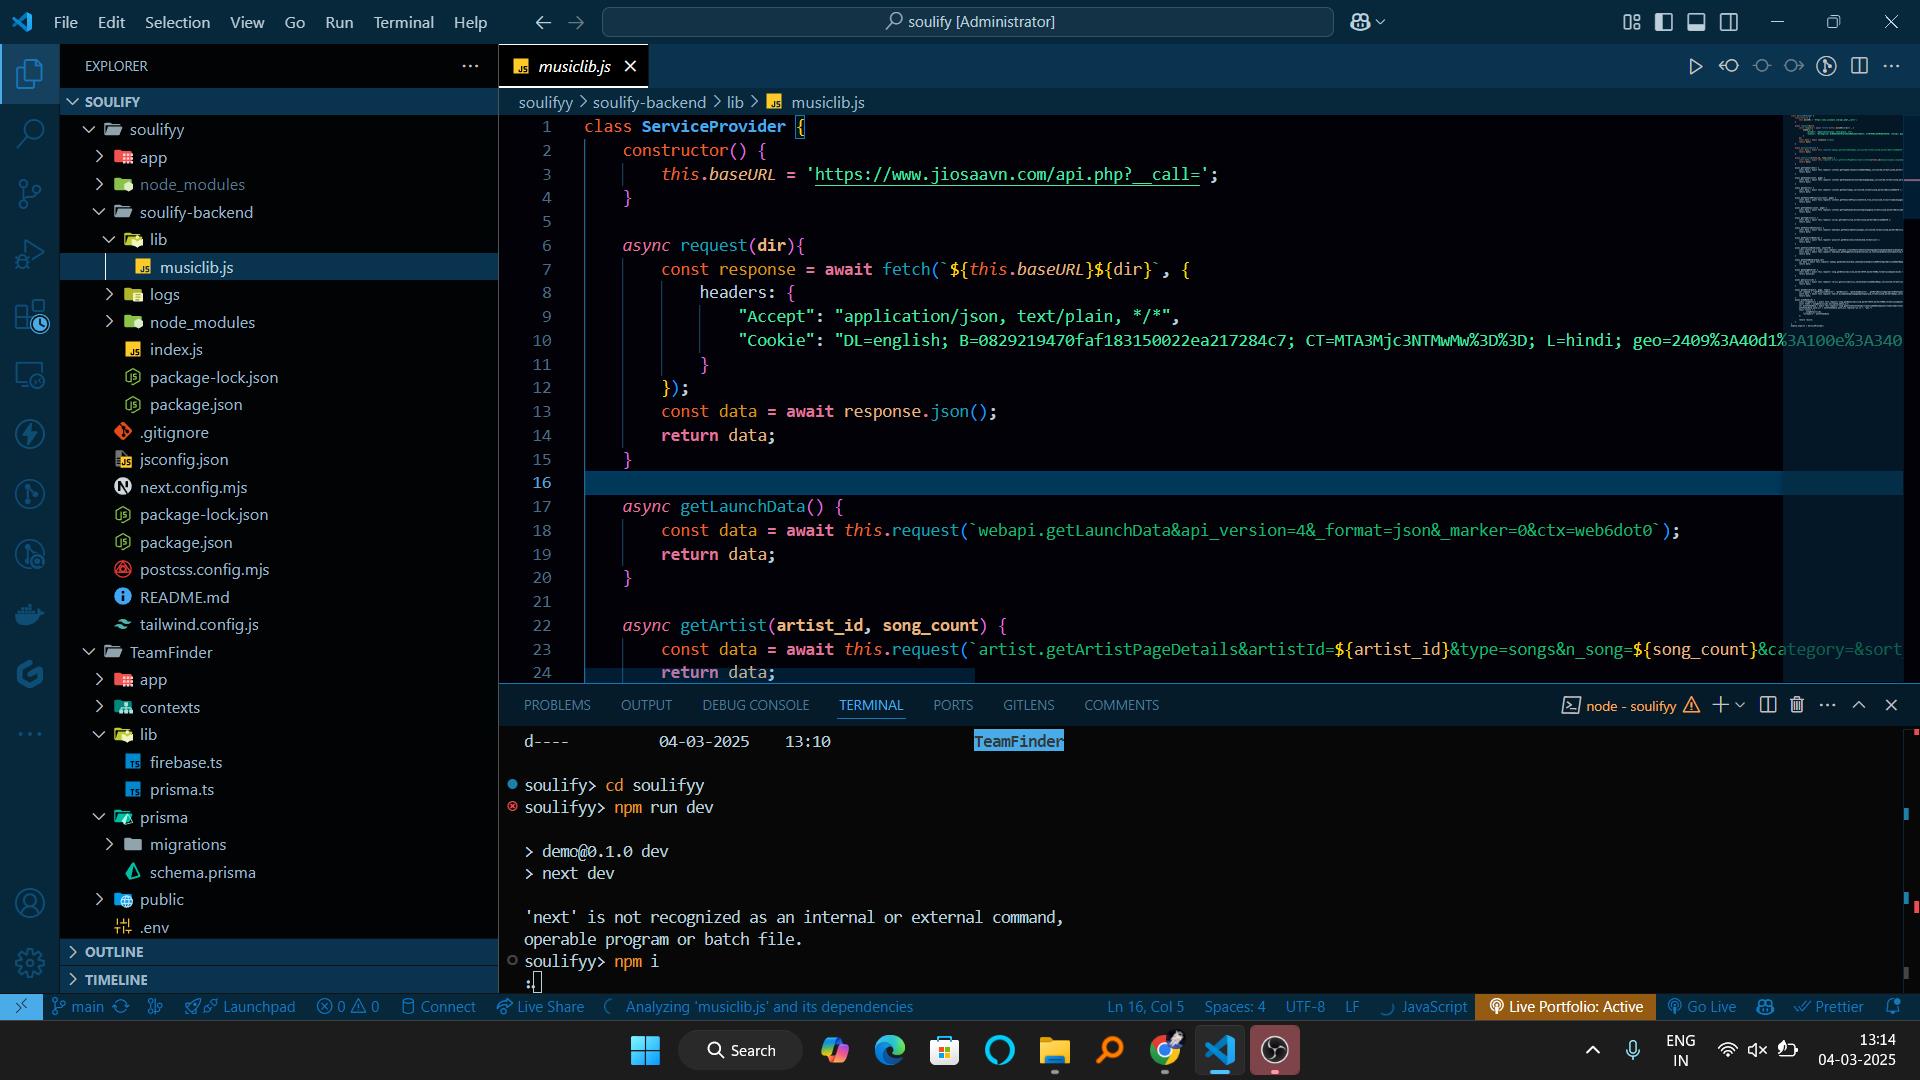 File Edit Selection View Go Run Terminal Help
soulify [Administrator]
EXPLORER
SOULIFY
soulifyy
app
node_modules
soulify-backend
lib
musiclib.js
logs
node_modules
index.js
package-lock.json
package.json
.gitignore
jsconfig.json
next.config.mjs
package-lock.json
package.json
postcss.config.mjs
README.md
tailwind.config.js
TeamFinder
app
contexts
lib
firebase.ts
prisma.ts
prisma
migrations
schema.prisma
public
.env
OUTLINE
TIMELINE
musiclib.js
soulifyy > soulify-backend > lib > musiclib.js
1 class ServiceProvider {
2 constructor() {
3 this.baseURL = 'https://www.jiosaavn.com/api.php?__call=';
4 }
5
6 async request(dir){
7 const response = await fetch(`${this.baseURL}${dir}`, {
8 headers: {
9 "Accept": "application/json, text/plain, */*",
10 "Cookie": "DL=english; B=0829219470faf183150022ea217284c7; CT=MTA3Mjc3NTMwMw%3D%3D; L=hindi; geo=2409%3A40d1%3A100e%3A340
11 }
12 });
13 const data = await response.json();
14 return data;
15 }
16
17 async getLaunchData() {
18 const data = await this.request(`webapi.getLaunchData&api_version=4&_format=json&_marker=0&ctx=web6dot0`);
19 return data;
20 }
21
22 async getArtist(artist_id, song_count) {
23 const data = await this.request(`artist.getArtistPageDetails&artistId=${artist_id}&type=songs&n_song=${song_count}&category=&sort
24 return data;
PROBLEMS OUTPUT DEBUG CONSOLE TERMINAL PORTS GITLENS COMMENTS
node - soulifyy
d---- 04-03-2025 13:10 TeamFinder
soulify> cd soulifyy
soulifyy> npm run dev
> demo@0.1.0 dev
> next dev
'next' is not recognized as an internal or external command,
operable program or batch file.
soulifyy> npm i
main Launchpad 0 0 Connect Live Share Analyzing 'musiclib.js' and its dependencies Ln 16, Col 5 Spaces: 4 UTF-8 LF JavaScript Live Portfolio: Active Go Live Prettier
Search
ENG
IN
13:14
04-03-2025